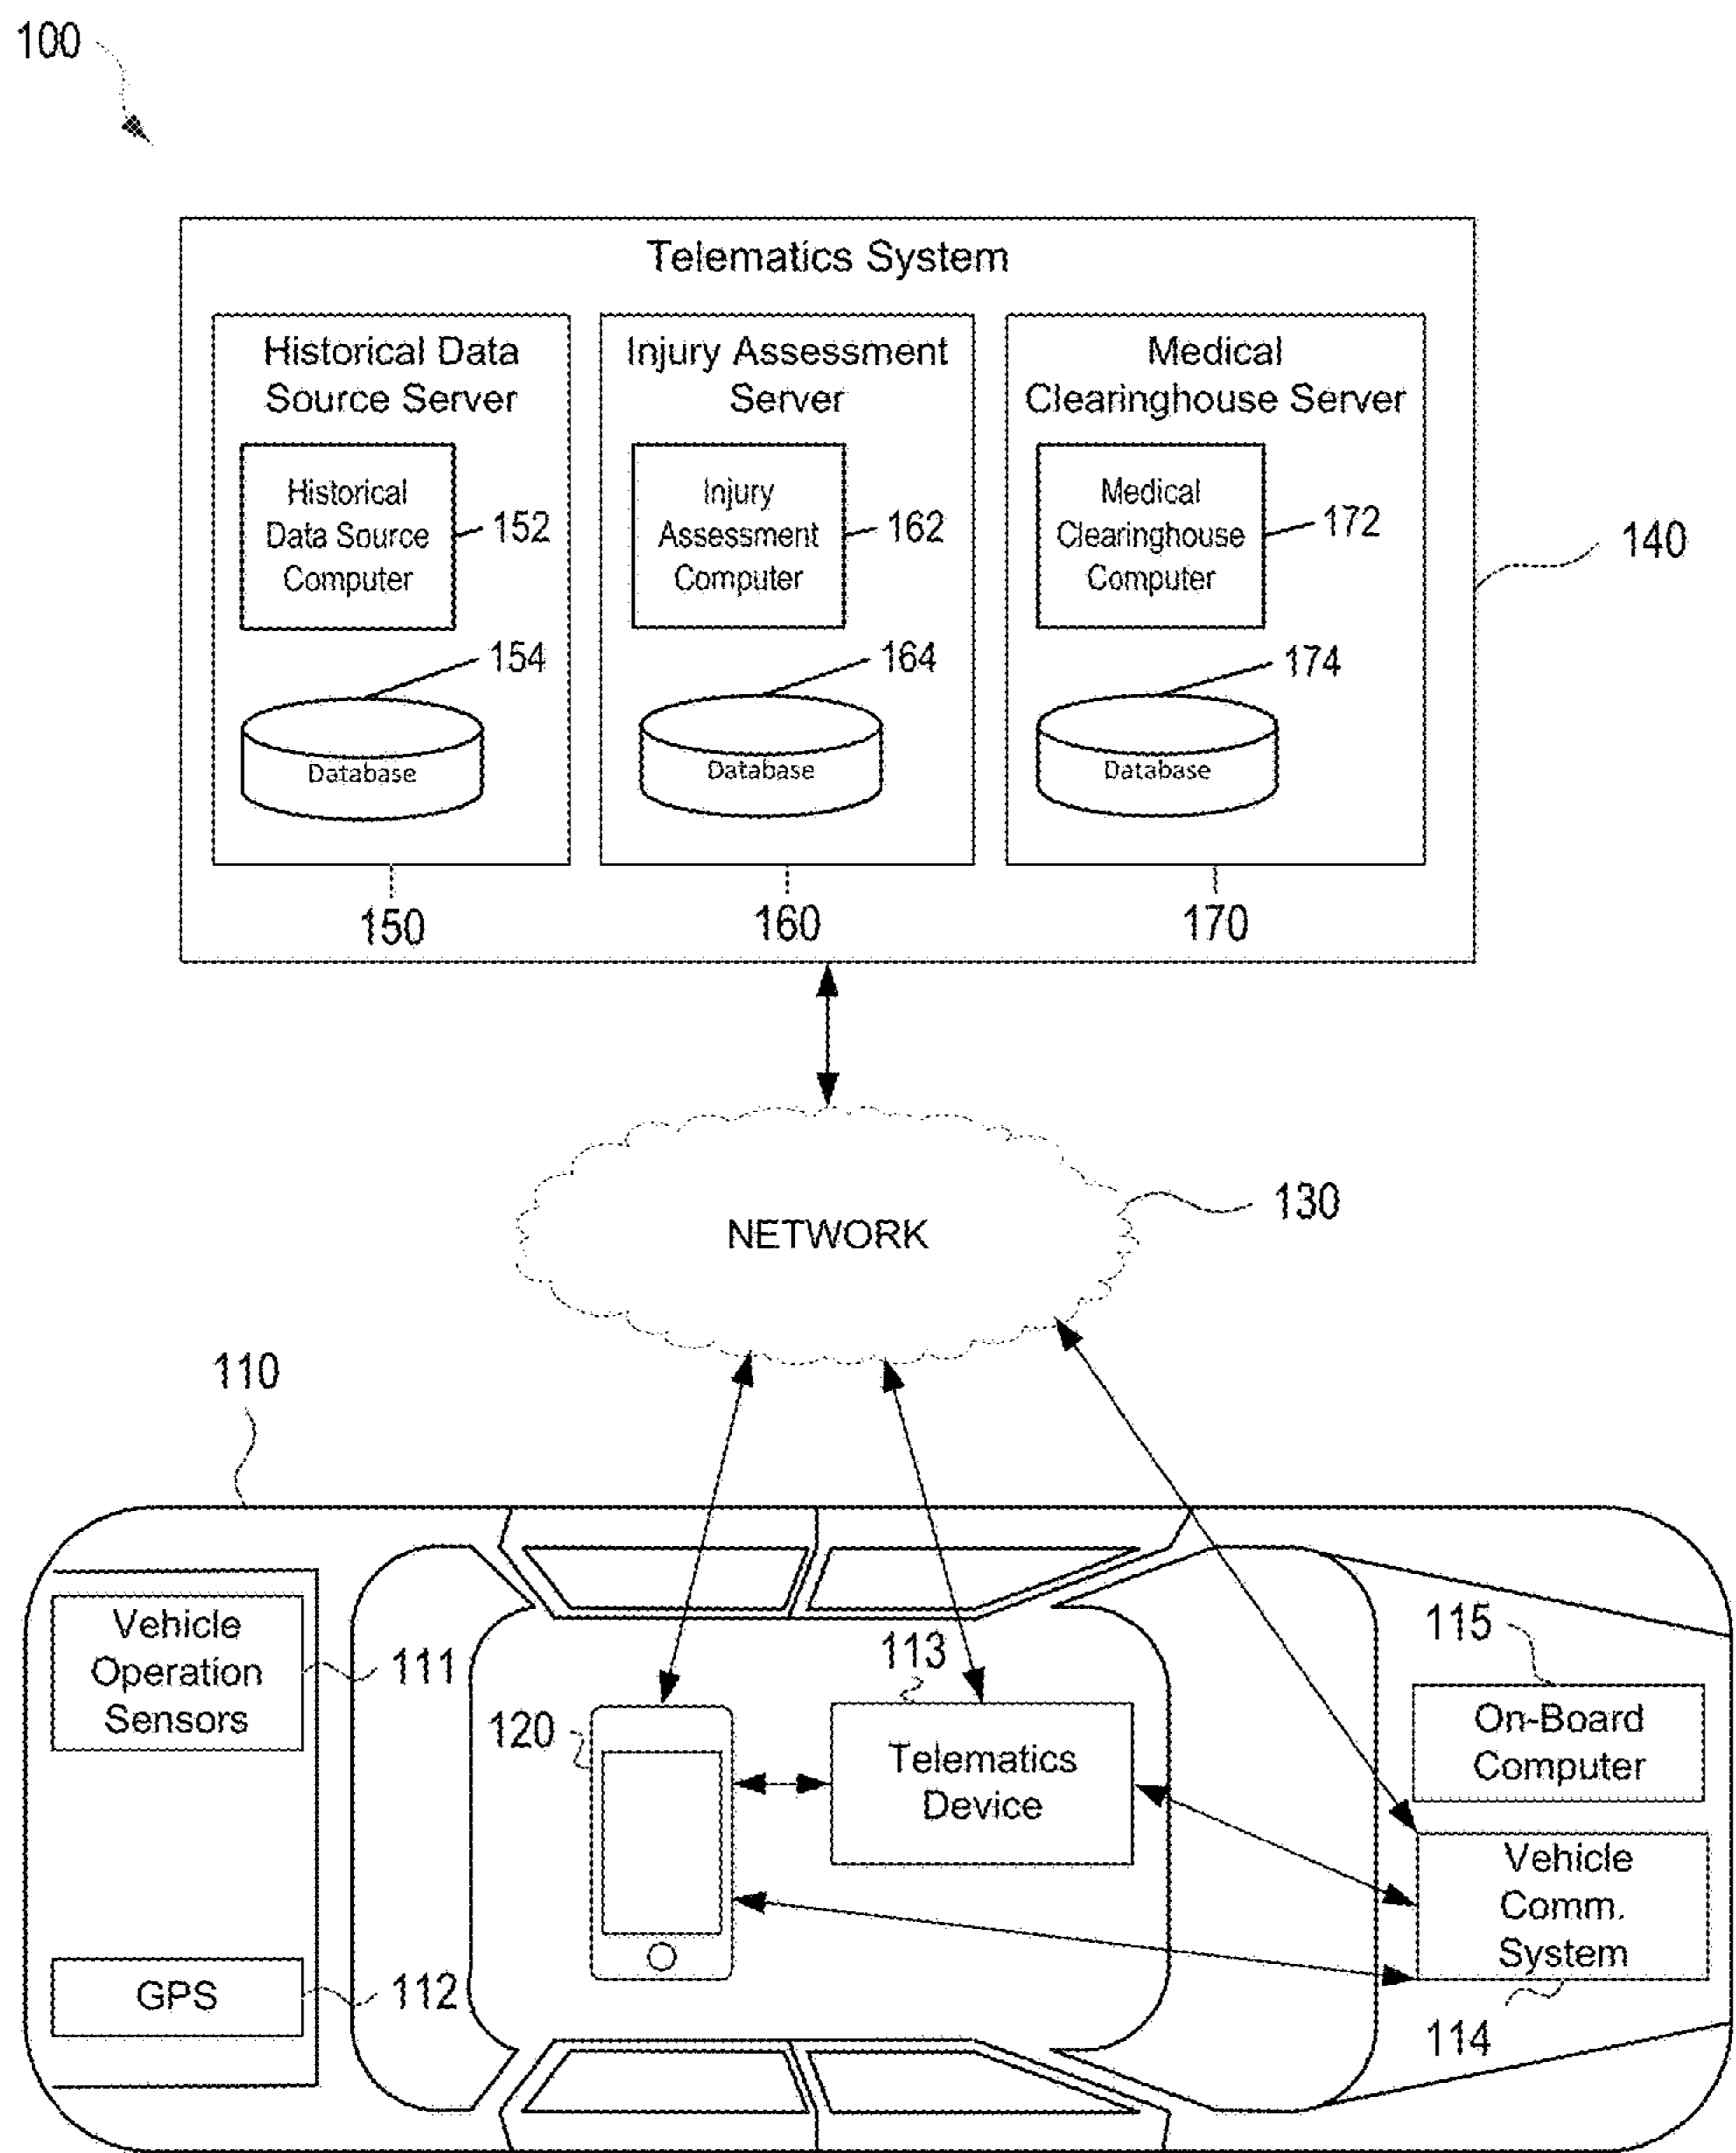 100
Telematics System
Historical Data
Source Server
Injury Assessment
Server
Medical
Clearinghouse Server
Historical
Data Source
Computer
152
Injury
Assessment
Computer
162
Medical
Clearinghouse
Computer
172
140
154
164
174
Database
Database
Database
150
160
170
NETWORK
130
110
Vehicle
Operation
Sensors
111
113
115
120
Telematics
Device
On-Board
Computer
Vehicle
Comm.
System
GPS
112
114